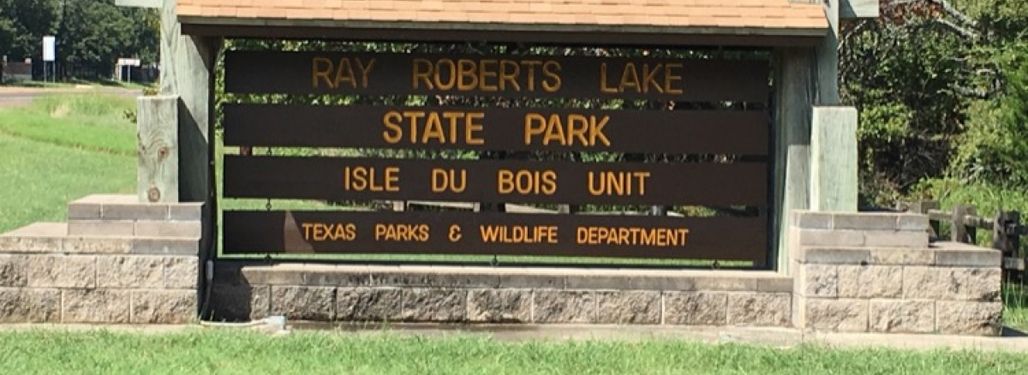 RAY ROBERTS LAKE
STATE PARK
ISLE DU BOIS UNIT
TEXAS PARKS & WILDLIFE DEPARTMENT